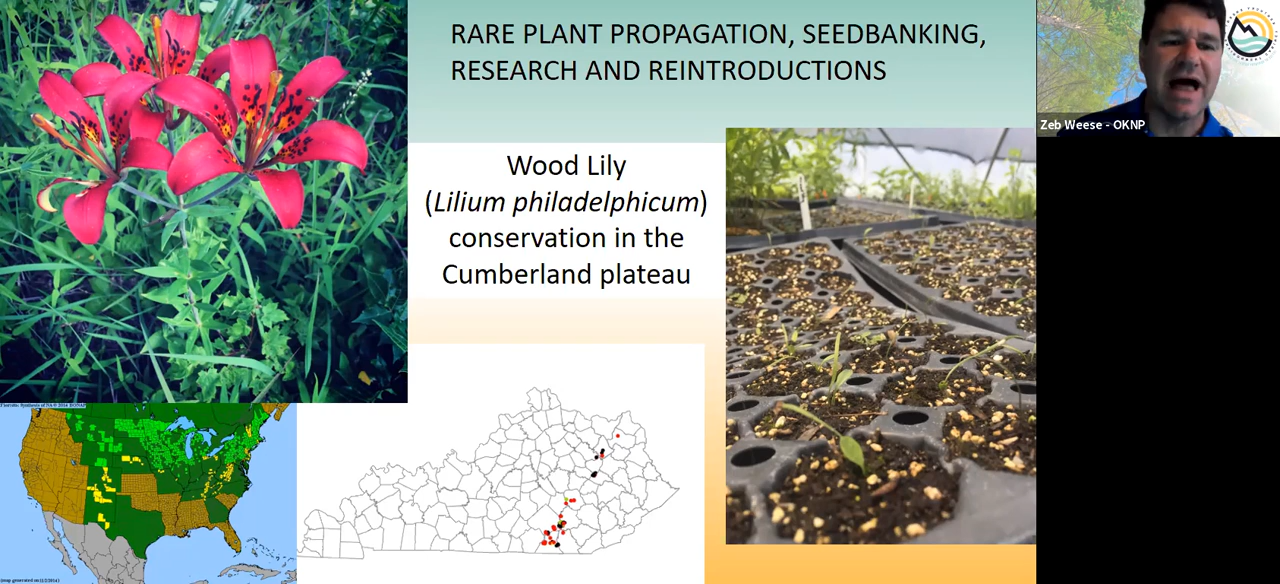 RARE PLANT PROPAGATION, SEEDBANKING,
RESEARCH AND REINTRODUCTIONS
Zeb Weese - OKNP
Wood Lily
(Lilium philadelphicum)
conservation in the
Cumberland plateau